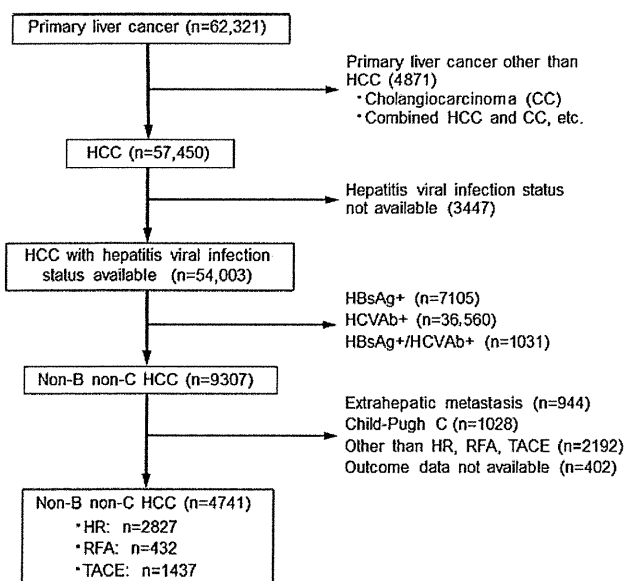 Primary liver cancer (n=62,321)
Primary liver cancer other than
HCC (4871)
・Cholangiocarcinoma (CC)
・Combined HCC and CC, etc.
HCC (n=57,450)
Hepatitis viral infection status
not available (3447)
HCC with hepatitis viral infection
status available (n=54,003)
HBsAg+ (n=7105)
HCVAb+ (n=36,560)
HBsAg+/HCVAb+ (n=1031)
Non-B non-C HCC (n=9307)
Extrahepatic metastasis (n=944)
Child-Pugh C (n=1028)
Other than HR, RFA, TACE (n=2192)
Outcome data not available (n=402)
Non-B non-C HCC (n=4741)
・HR: n=2827
・RFA: n=432
・TACE: n=1437